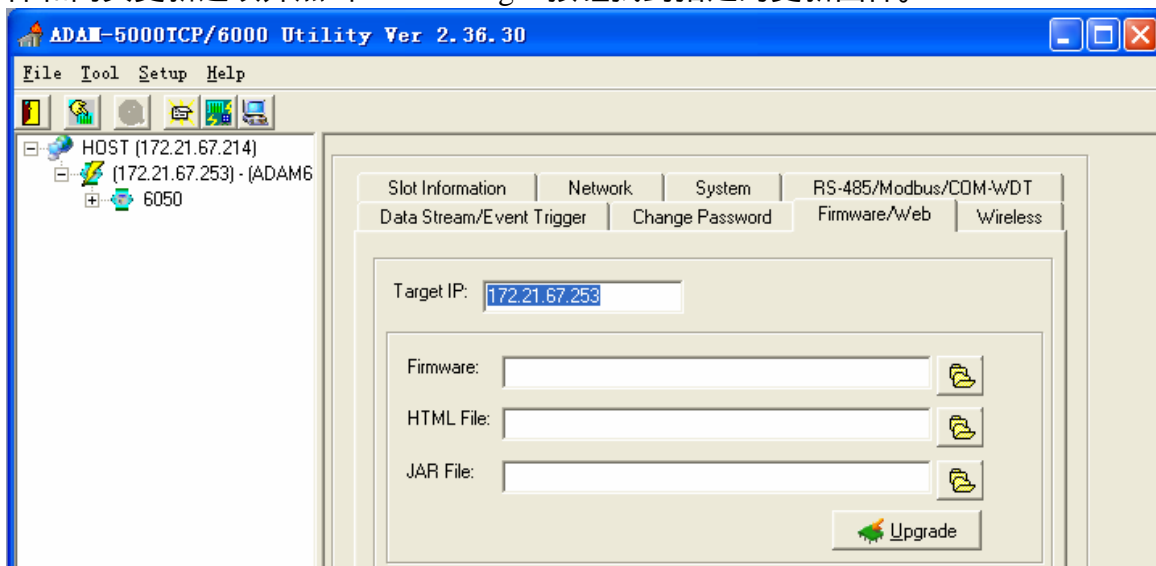 ADAM-5000TCP/6000 Utility Ver 2.36.30
File Tool Setup Help
HOST (172.21.67.214)
(172.21.67.253) - (ADAM6
6050
Slot Information Network System RS-485/Modbus/COM-WDT
Data Stream/Event Trigger Change Password Firmware/Web Wireless
Target IP: 172.21.67.253
Firmware:
HTML File:
JAR File:
Upgrade